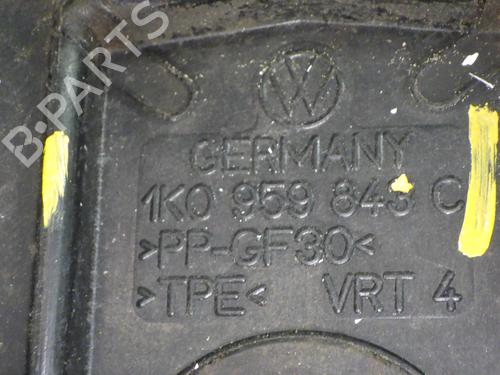 B-PARTS
GERMANY
1K0 959 843 C
>PP-GF30<
>TPE< VRT 4